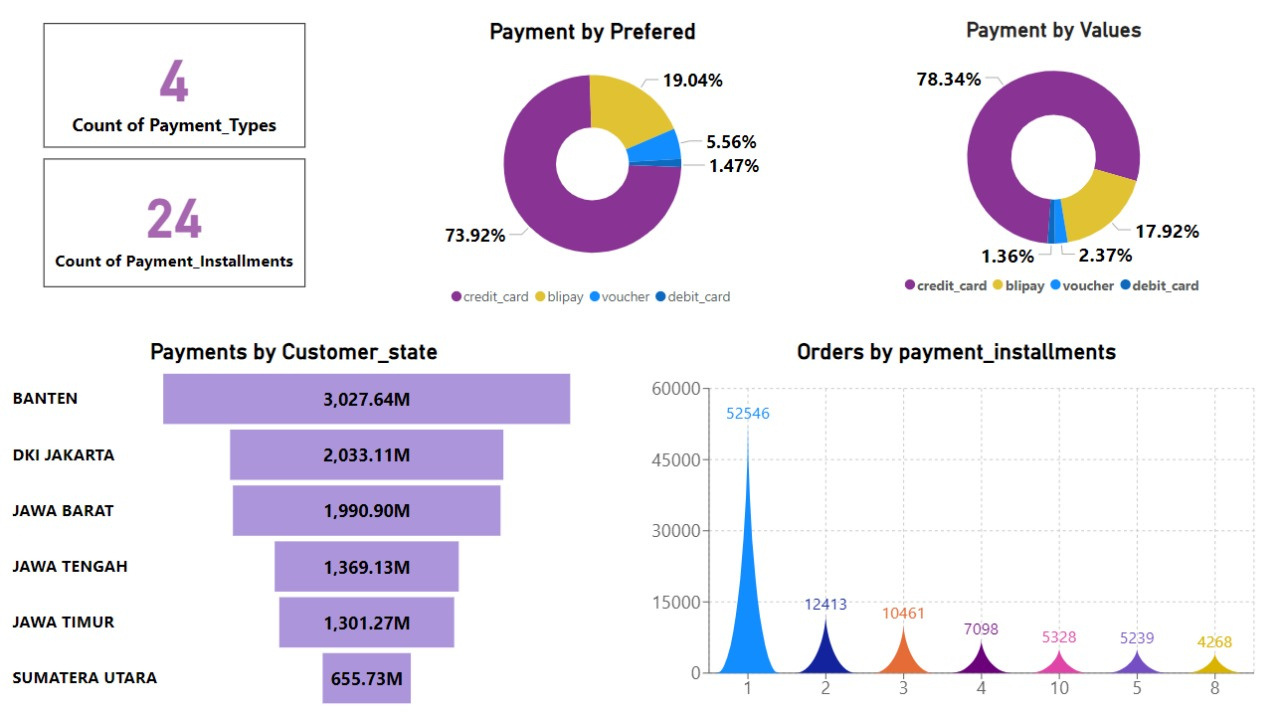 4
Count of Payment_Types
24
Count of Payment_Installments
Payment by Prefered
19.04%
5.56%
1.47%
73.92%
credit_card blipay voucher debit_card
Payment by Values
78.34%
17.92%
2.37%
1.36%
credit_card blipay voucher debit_card
Payments by Customer_state
BANTEN 3,027.64M
DKI JAKARTA 2,033.11M
JAWA BARAT 1,990.90M
JAWA TENGAH 1,369.13M
JAWA TIMUR 1,301.27M
SUMATERA UTARA 655.73M
Orders by payment_installments
60000
45000
30000
15000
0
52546
12413
10461
7098
5328
5239
4268
1 2 3 4 10 5 8